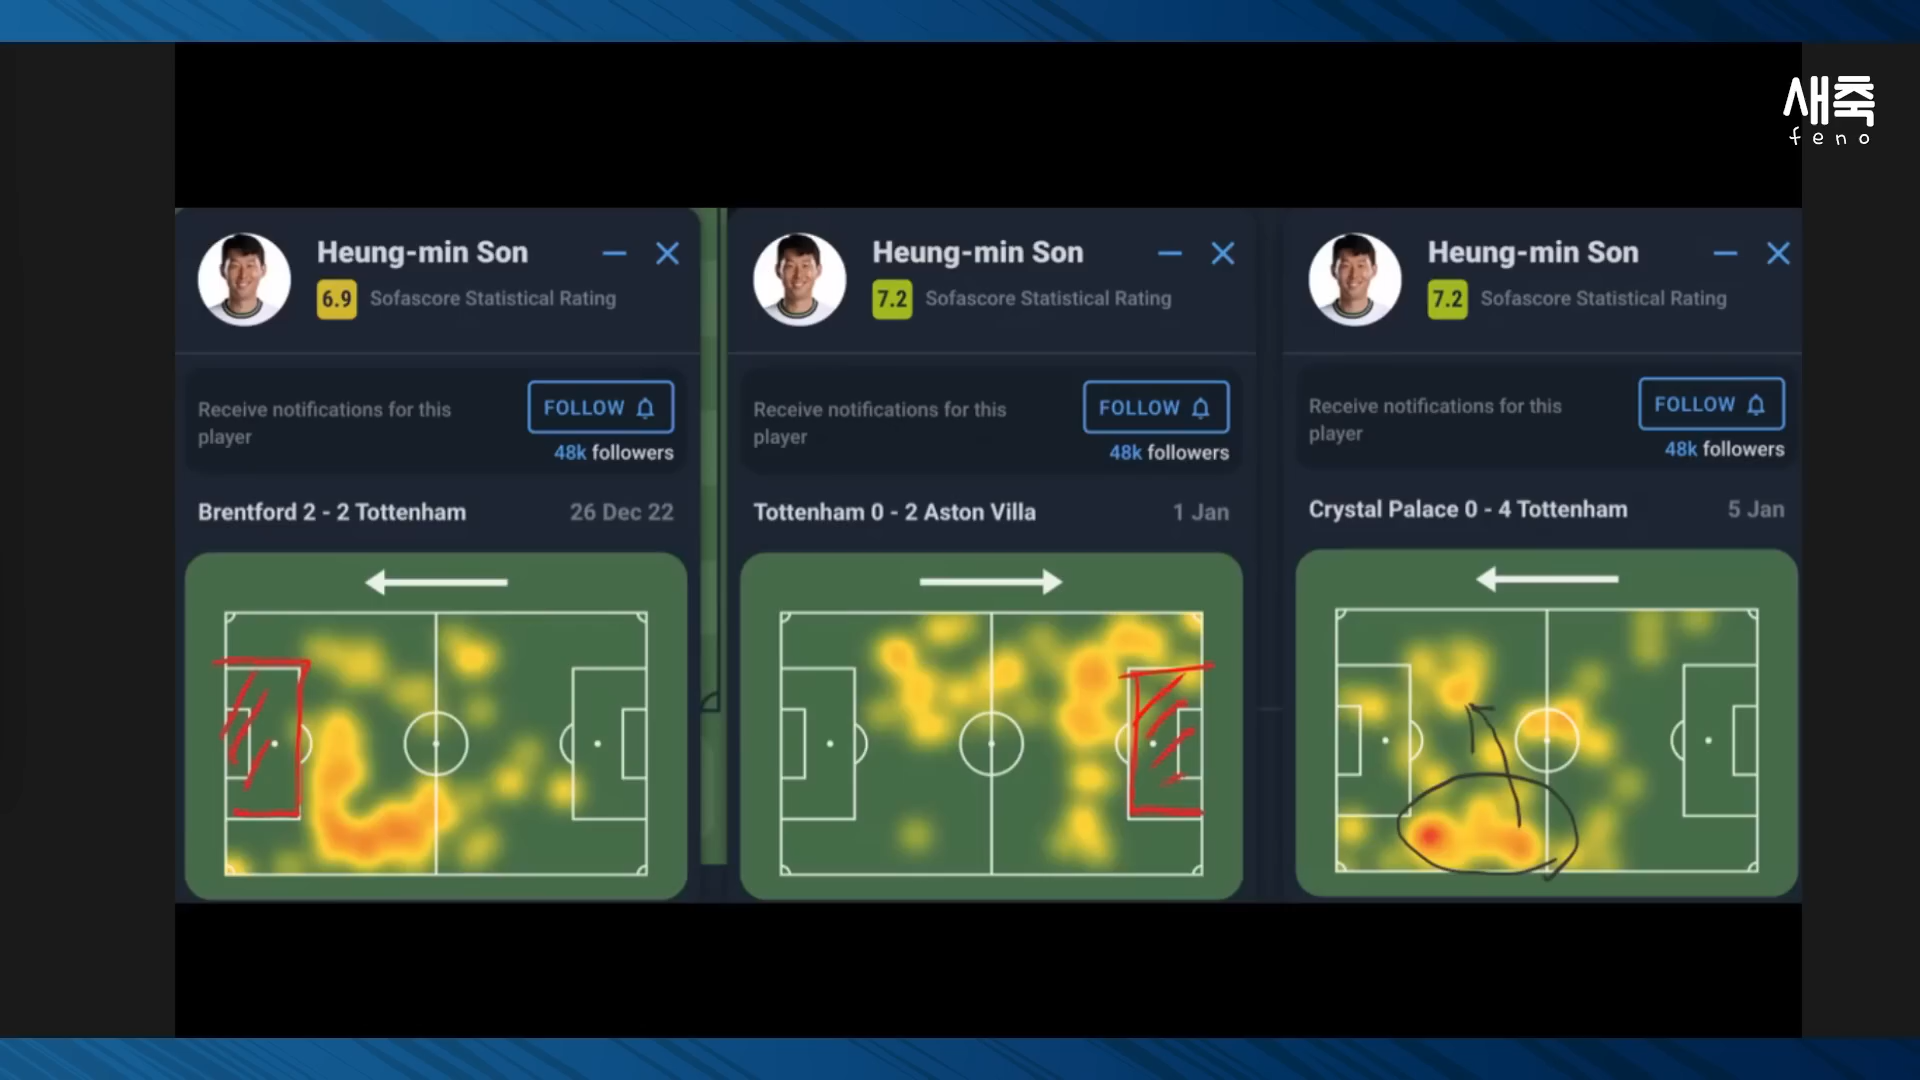 새축
feno
Heung-min Son
6.9 Sofascore Statistical Rating
Receive notifications for this
player
FOLLOW
48k followers
Brentford 2 - 2 Tottenham 26 Dec 22
Heung-min Son
7.2 Sofascore Statistical Rating
Receive notifications for this
player
FOLLOW
48k followers
Tottenham 0 - 2 Aston Villa 1 Jan
Heung-min Son
7.2 Sofascore Statistical Rating
Receive notifications for this
player
FOLLOW
48k followers
Crystal Palace 0 - 4 Tottenham 5 Jan